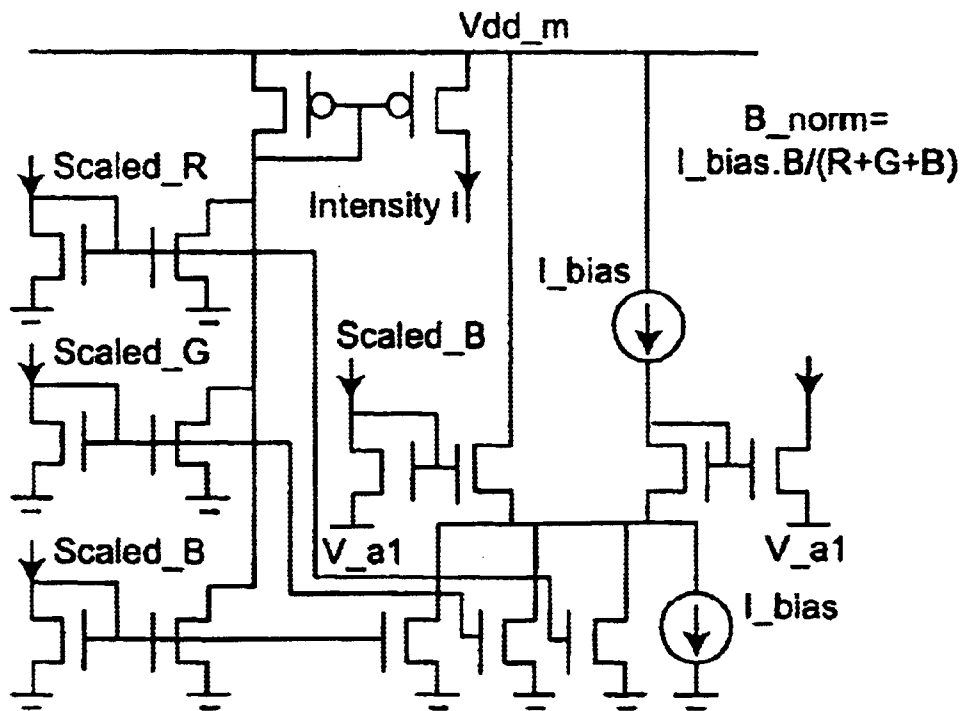 Vdd_m
B_norm=
I_bias.B/(R+G+B)
Scaled_R
Intensity I
I_bias
Scaled_G
Scaled_B
V_a1
V_a1
Scaled_B
I_bias